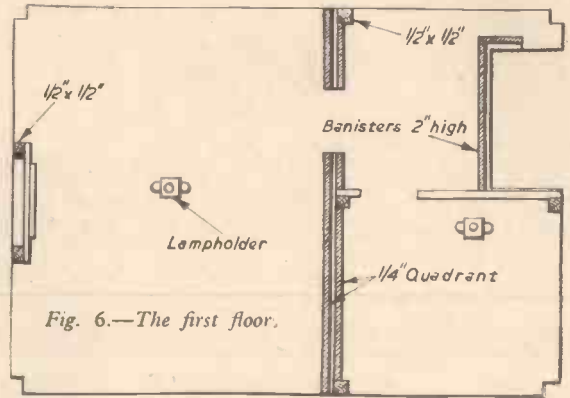 1/2" x 1/2"
1/2" x 1/2"
Banisters 2" high
Lampholder
1/4" Quadrant
Fig. 6.—The first floor.